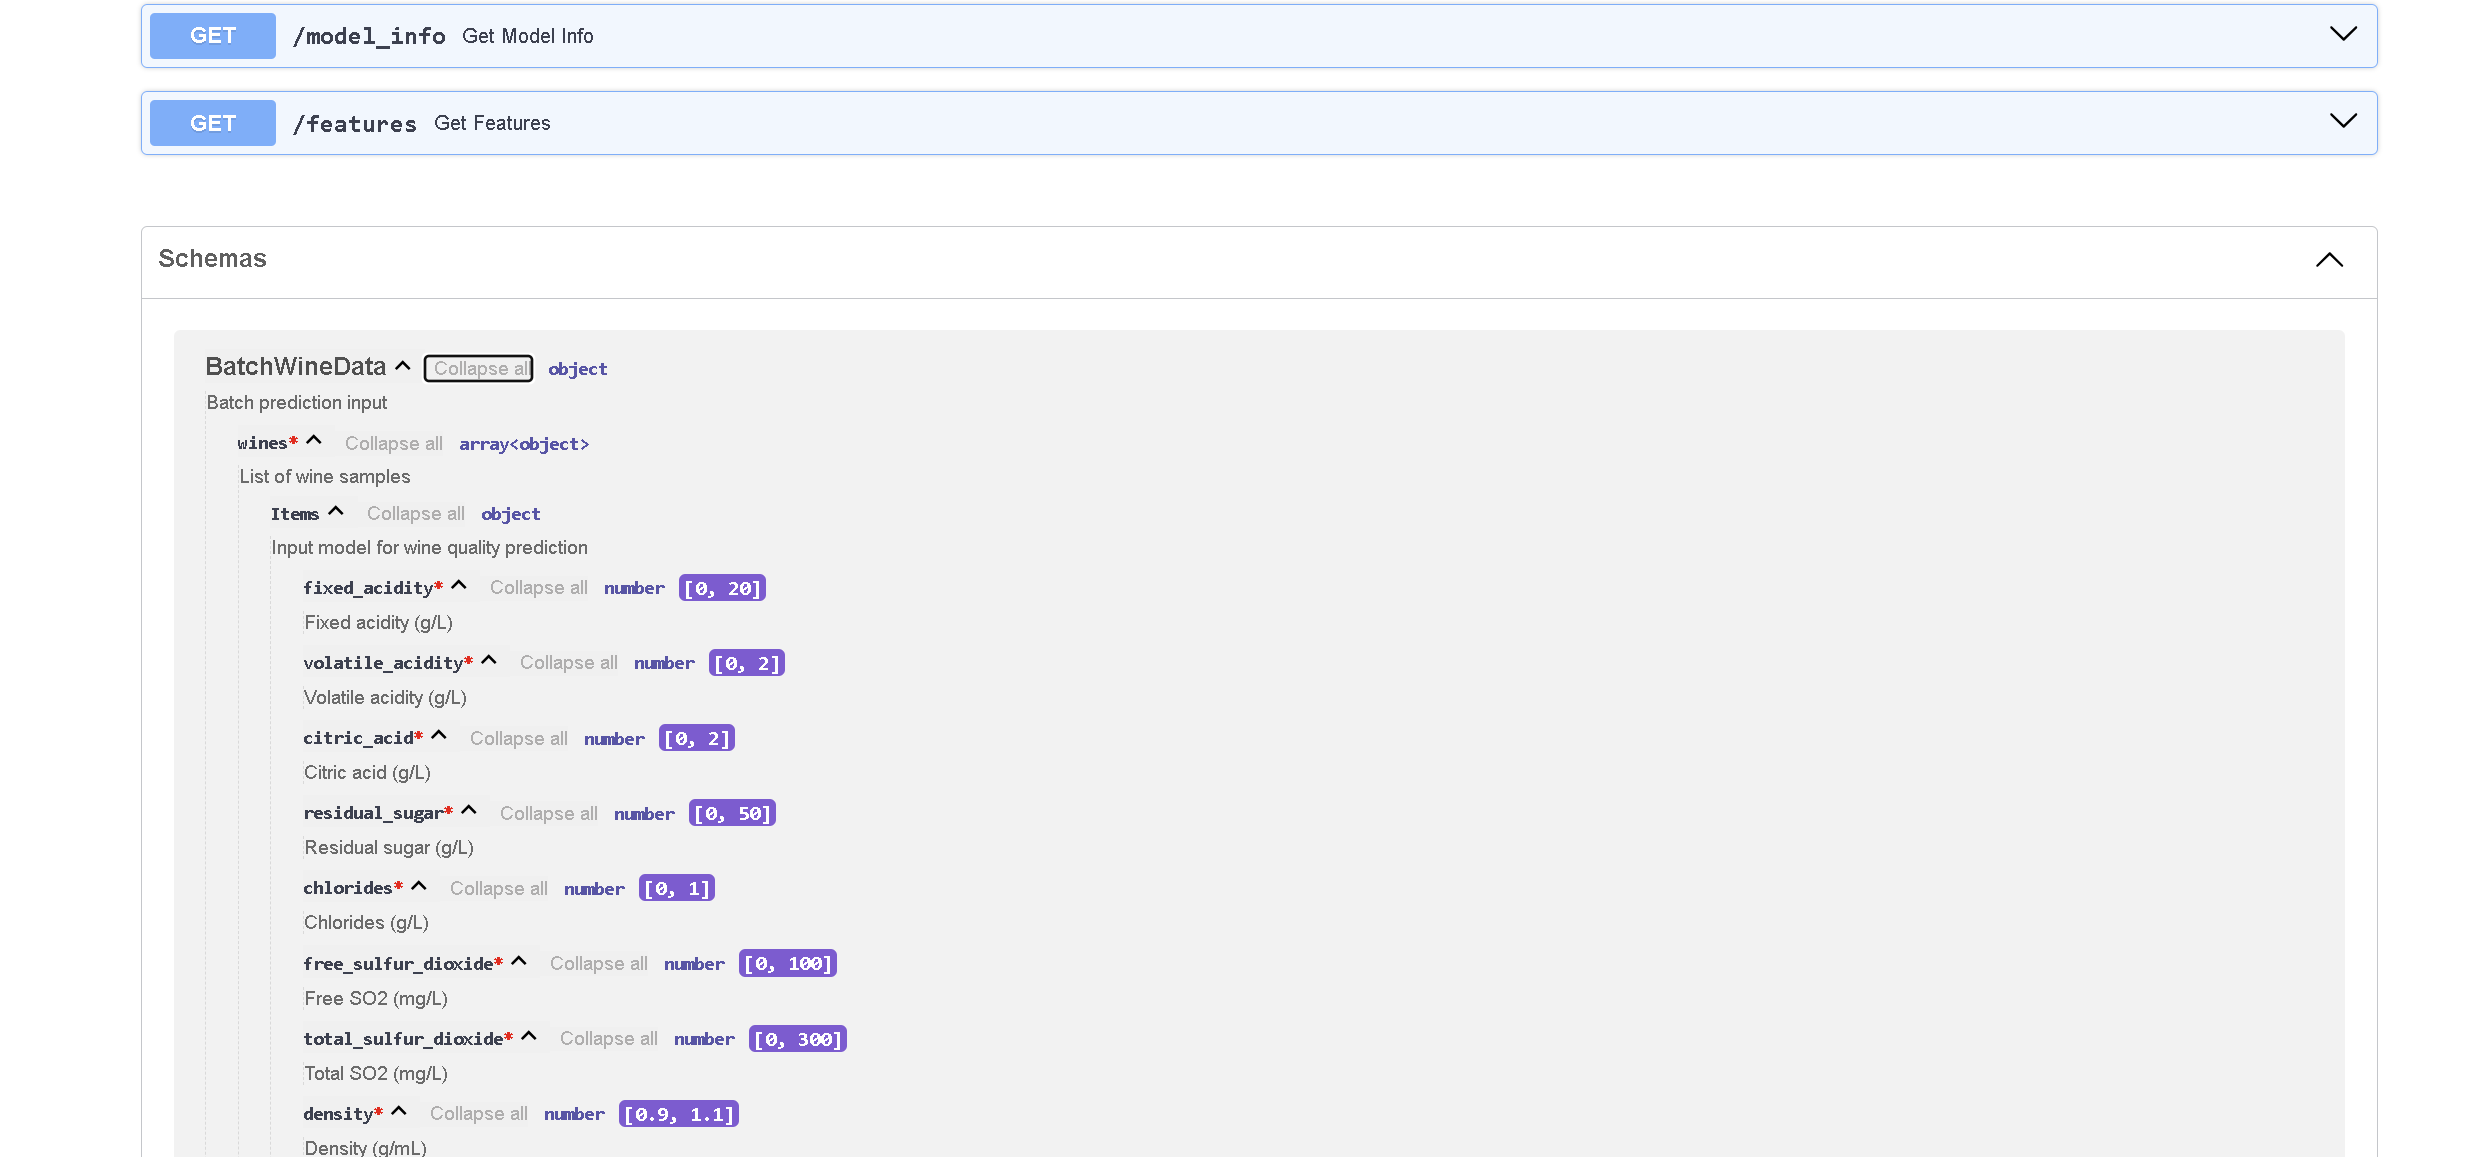 GET /model_info Get Model Info
GET /features Get Features
Schemas
BatchWineData Collapse all object
Batch prediction input
wines* Collapse all array<object>
List of wine samples
Items Collapse all object
Input model for wine quality prediction
fixed_acidity* Collapse all number [0, 20]
Fixed acidity (g/L)
volatile_acidity* Collapse all number [0, 2]
Volatile acidity (g/L)
citric_acid* Collapse all number [0, 2]
Citric acid (g/L)
residual_sugar* Collapse all number [0, 50]
Residual sugar (g/L)
chlorides* Collapse all number [0, 1]
Chlorides (g/L)
free_sulfur_dioxide* Collapse all number [0, 100]
Free SO2 (mg/L)
total_sulfur_dioxide* Collapse all number [0, 300]
Total SO2 (mg/L)
density* Collapse all number [0.9, 1.1]
Density (g/mL)